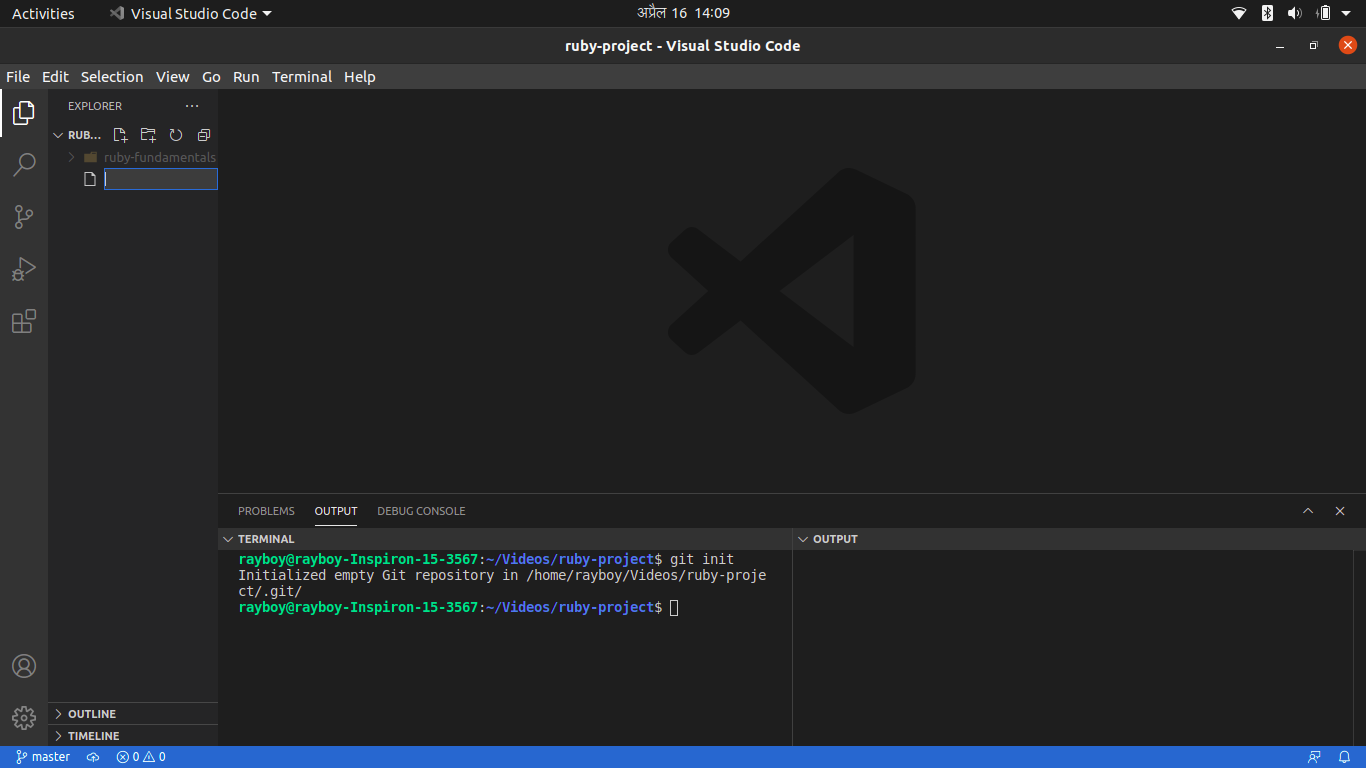 Activities Visual Studio Code अप्रैल 16 14:09
ruby-project - Visual Studio Code
File Edit Selection View Go Run Terminal Help
EXPLORER ···
RUB...
ruby-fundamentals
PROBLEMS OUTPUT DEBUG CONSOLE
TERMINAL OUTPUT
rayboy@rayboy-Inspiron-15-3567:~/Videos/ruby-project$ git init
Initialized empty Git repository in /home/rayboy/Videos/ruby-proje
ct/.git/
rayboy@rayboy-Inspiron-15-3567:~/Videos/ruby-project$
OUTLINE
TIMELINE
master 0 0